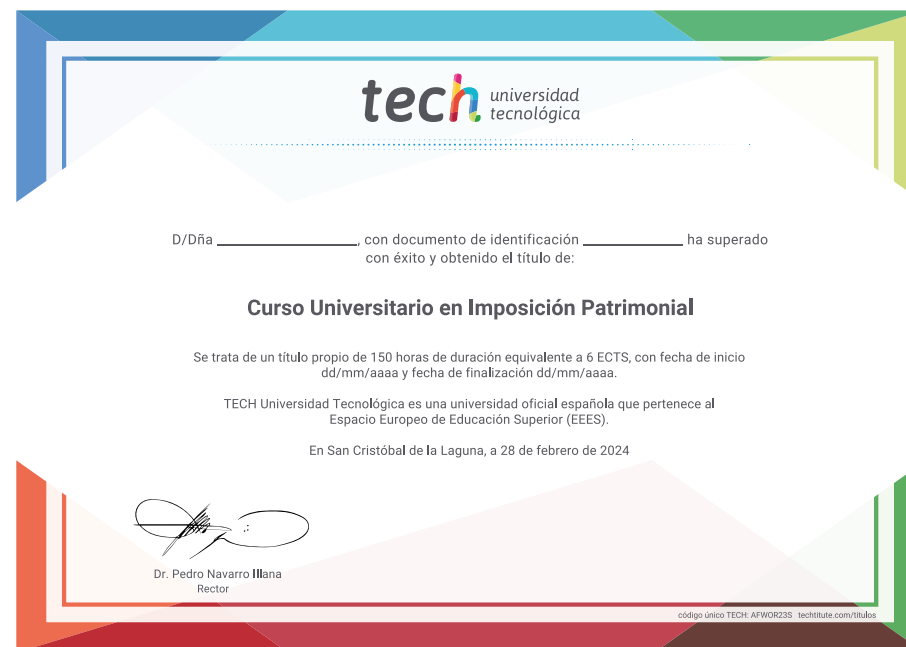 tech universidad
tecnológica
D/Dña ______________, con documento de identificación __________ ha superado
con éxito y obtenido el título de:
Curso Universitario en Imposición Patrimonial
Se trata de un título propio de 150 horas de duración equivalente a 6 ECTS, con fecha de inicio
dd/mm/aaaa y fecha de finalización dd/mm/aaaa.
TECH Universidad Tecnológica es una universidad oficial española que pertenece al
Espacio Europeo de Educación Superior (EEES).
En San Cristóbal de la Laguna, a 28 de febrero de 2024
Dr. Pedro Navarro Illana
Rector
código único TECH: AFWOR23S techtitute.com/titulos